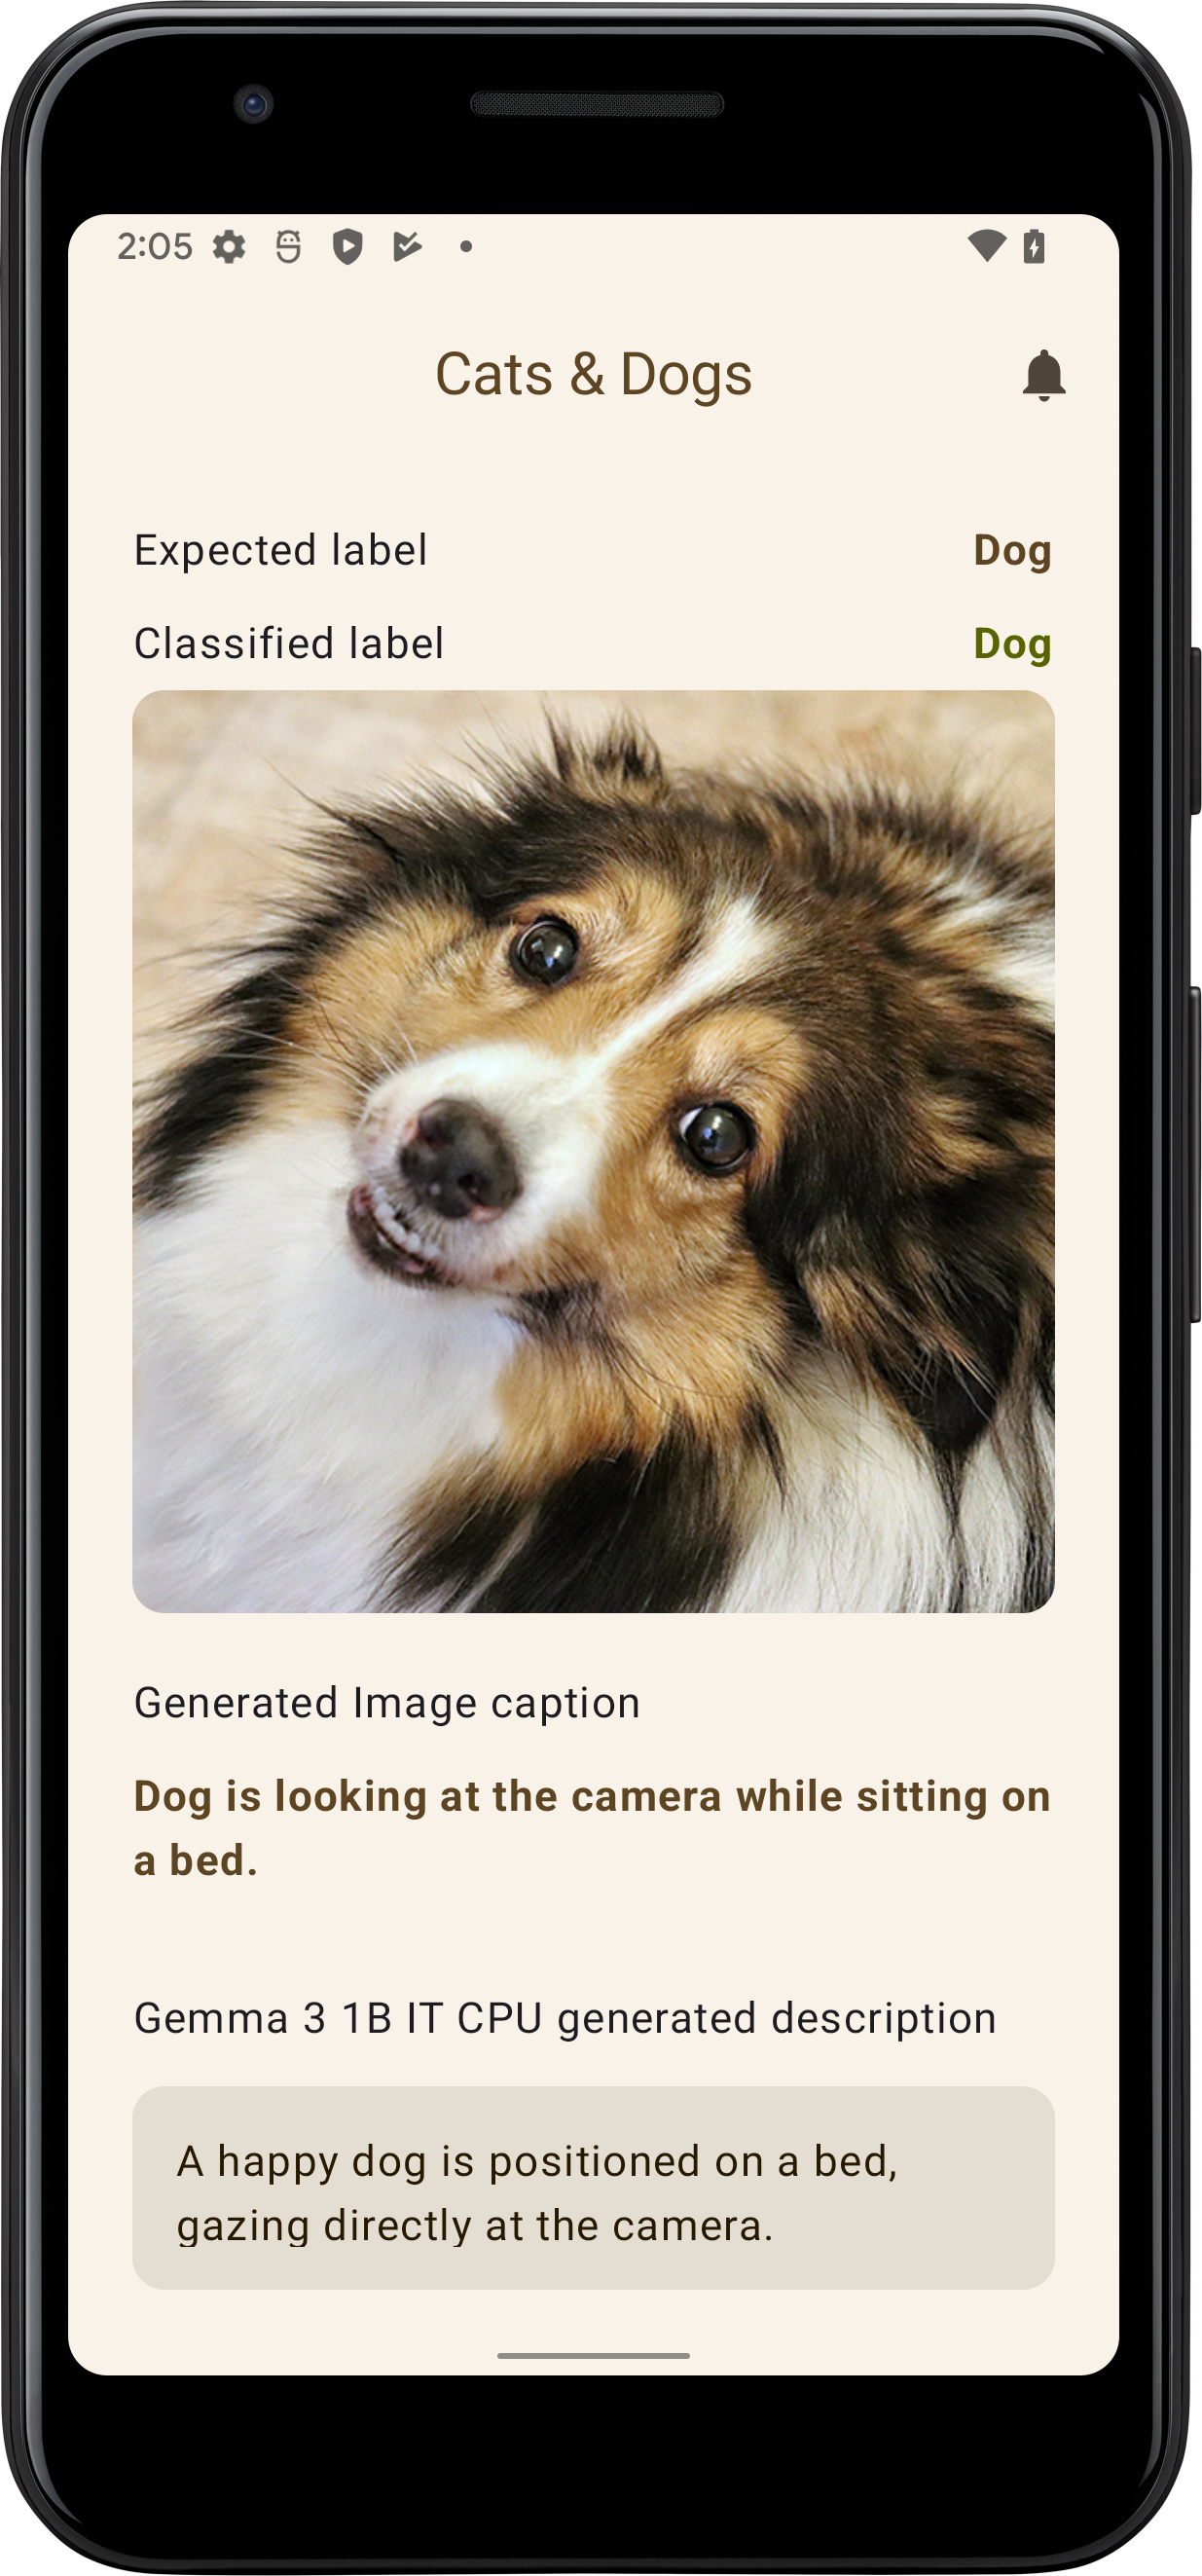 2:05
Cats & Dogs
Expected label Dog
Classified label Dog
Generated Image caption
Dog is looking at the camera while sitting on
a bed.
Gemma 3 1B IT CPU generated description
A happy dog is positioned on a bed,
gazing directly at the camera.